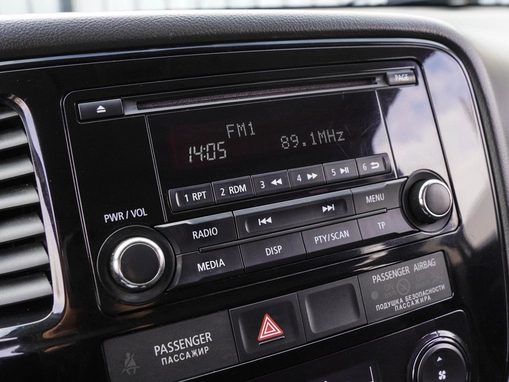 PAGE
FM1
14:05 89.1MHz
1 RPT 2 RDM 3 ◀◀ 4 ▶▶ 5 ▶|| 6 ↩
PWR / VOL
RADIO |◀◀ ▶▶| MENU
MEDIA DISP PTY/SCAN TP
PASSENGER AIRBAG
ПОДУШКА БЕЗОПАСНОСТИ
ПАССАЖИРА
PASSENGER
ПАССАЖИР